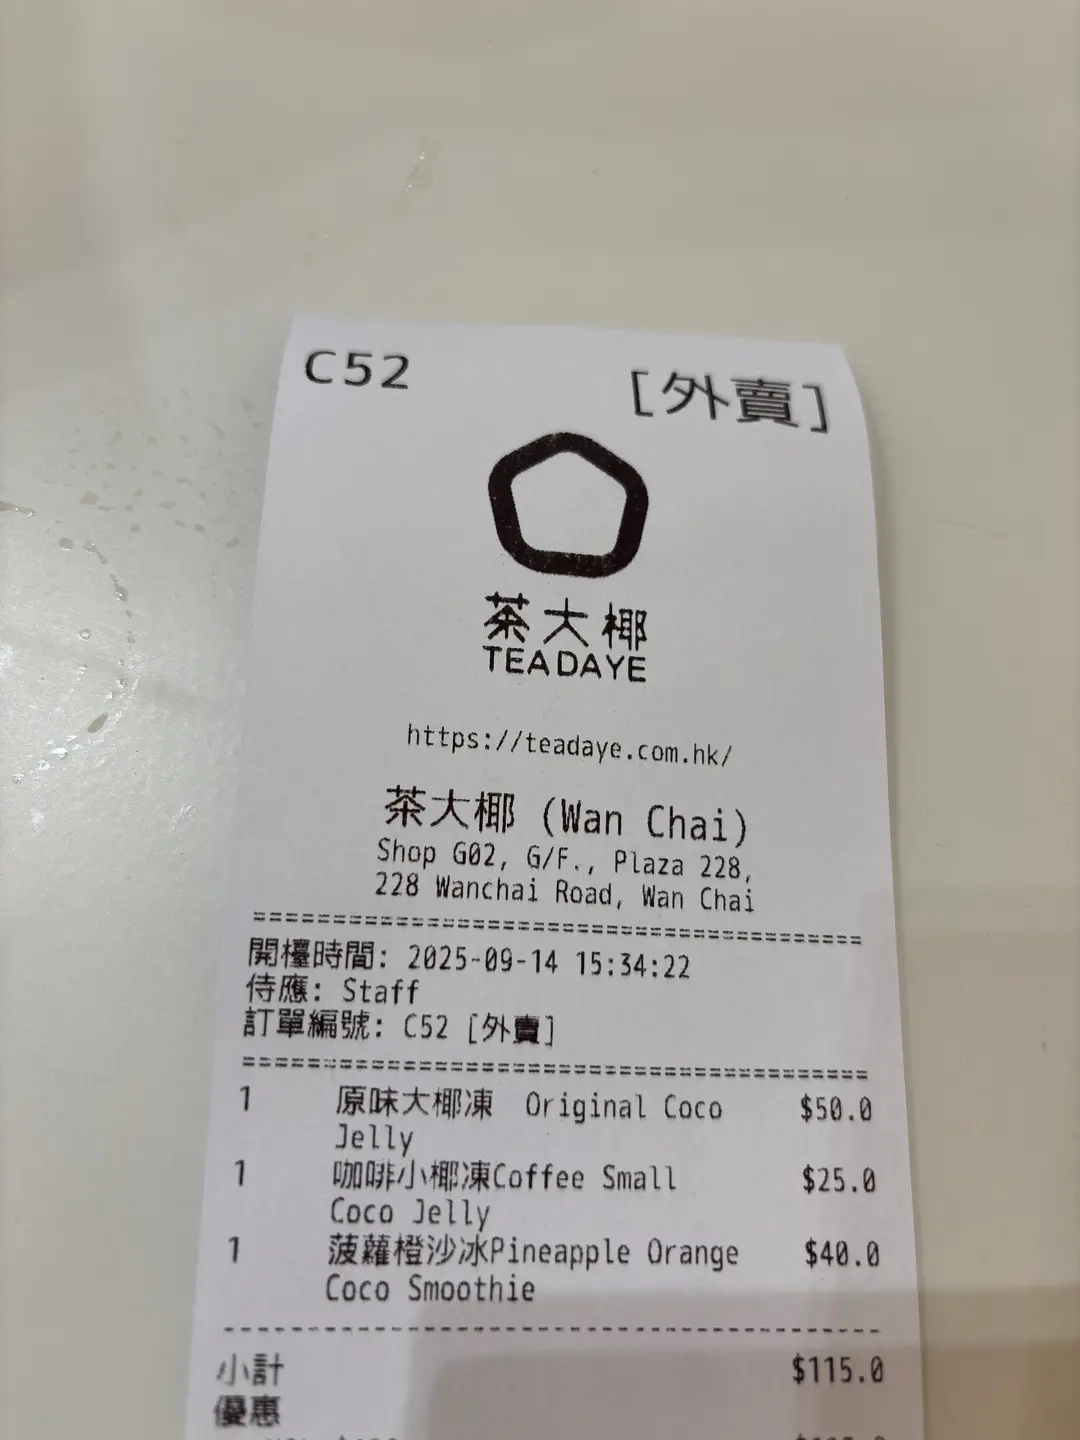 C52 [外賣]
茶大椰
TEADAYE
https://teadaye.com.hk/
茶大椰 (Wan Chai)
Shop G02, G/F., Plaza 228,
228 Wanchai Road, Wan Chai
========================================
開檯時間: 2025-09-14 15:34:22
侍應: Staff
訂單編號: C52 [外賣]
========================================
1 原味大椰凍 Original Coco $50.0
Jelly
1 咖啡小椰凍Coffee Small $25.0
Coco Jelly
1 菠蘿橙沙冰Pineapple Orange $40.0
Coco Smoothie
----------------------------------------
小計 $115.0
優惠